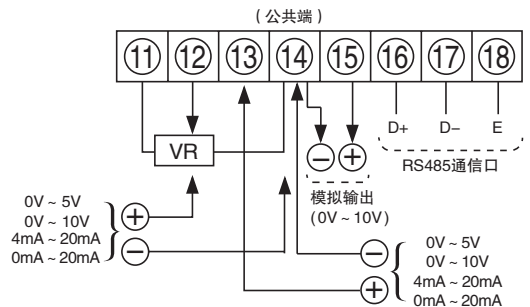 （公共端）
⑪ ⑫ ⑬ ⑭ ⑮ ⑯ ⑰ ⑱
D+ D− E
VR
− +
RS485通信口
模拟输出
(0V ~ 10V)
0V ~ 5V
0V ~ 10V
4mA ~ 20mA
0mA ~ 20mA
+
−
0V ~ 5V
0V ~ 10V
4mA ~ 20mA
0mA ~ 20mA
−
+